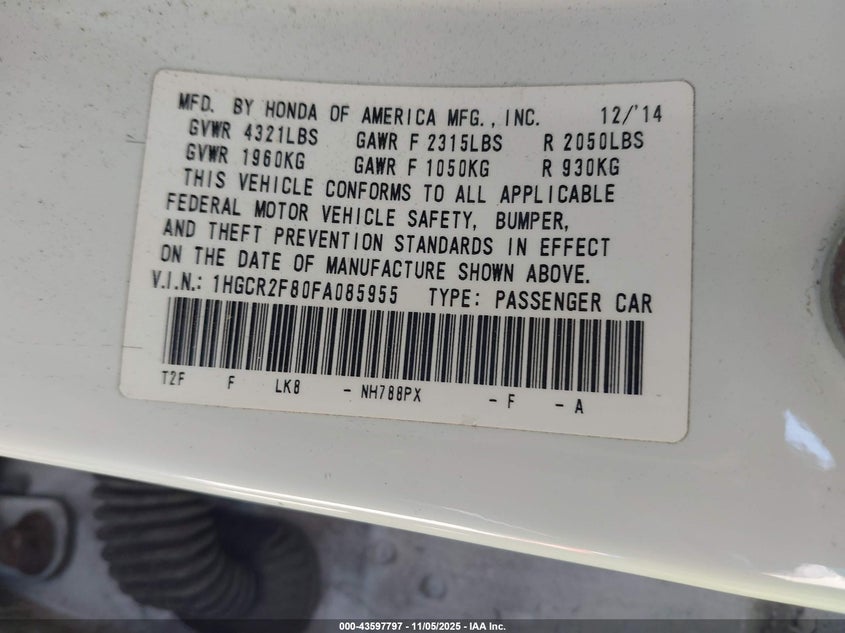 MFD. BY HONDA OF AMERICA MFG., INC. 12/'14
GVWR 4321LBS GAWR F 2315LBS R 2050LBS
GVWR 1960KG GAWR F 1050KG R 930KG
THIS VEHICLE CONFORMS TO ALL APPLICABLE
FEDERAL MOTOR VEHICLE SAFETY, BUMPER,
AND THEFT PREVENTION STANDARDS IN EFFECT
ON THE DATE OF MANUFACTURE SHOWN ABOVE.
V.I.N.: 1HGCR2F80FA085955 TYPE: PASSENGER CAR
T2F F LK8 - NH788PX - F - A
000-43597797 - 11/05/2025 - IAA Inc.